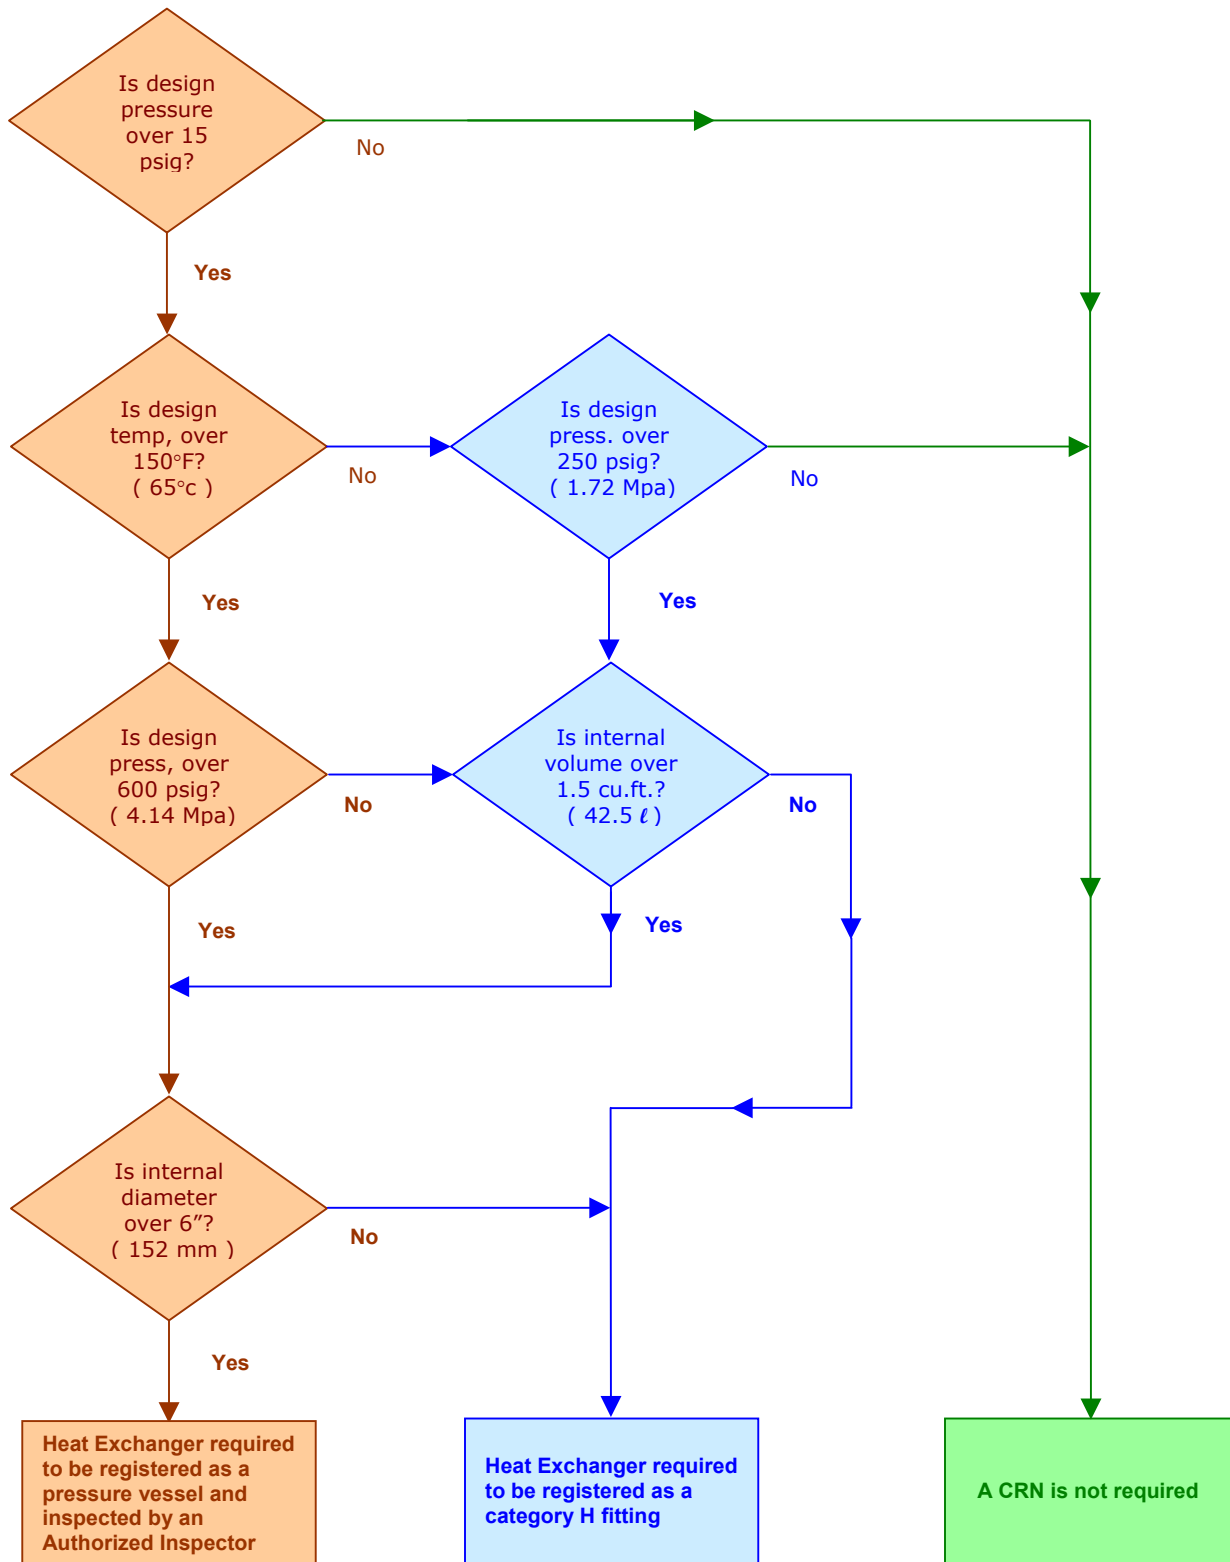 Is design
pressure
over 15
psig?
No
Yes
Is design
temp, over
150°F?
( 65°c )
No
Is design
press. over
250 psig?
( 1.72 Mpa)
No
Yes
Yes
Is design
press, over
600 psig?
( 4.14 Mpa)
No
Is internal
volume over
1.5 cu.ft.?
( 42.5 ℓ )
No
Yes
Yes
Is internal
diameter
over 6”?
( 152 mm )
No
Yes
Heat Exchanger required
to be registered as a
pressure vessel and
inspected by an
Authorized Inspector
Heat Exchanger required
to be registered as a
category H fitting
A CRN is not required